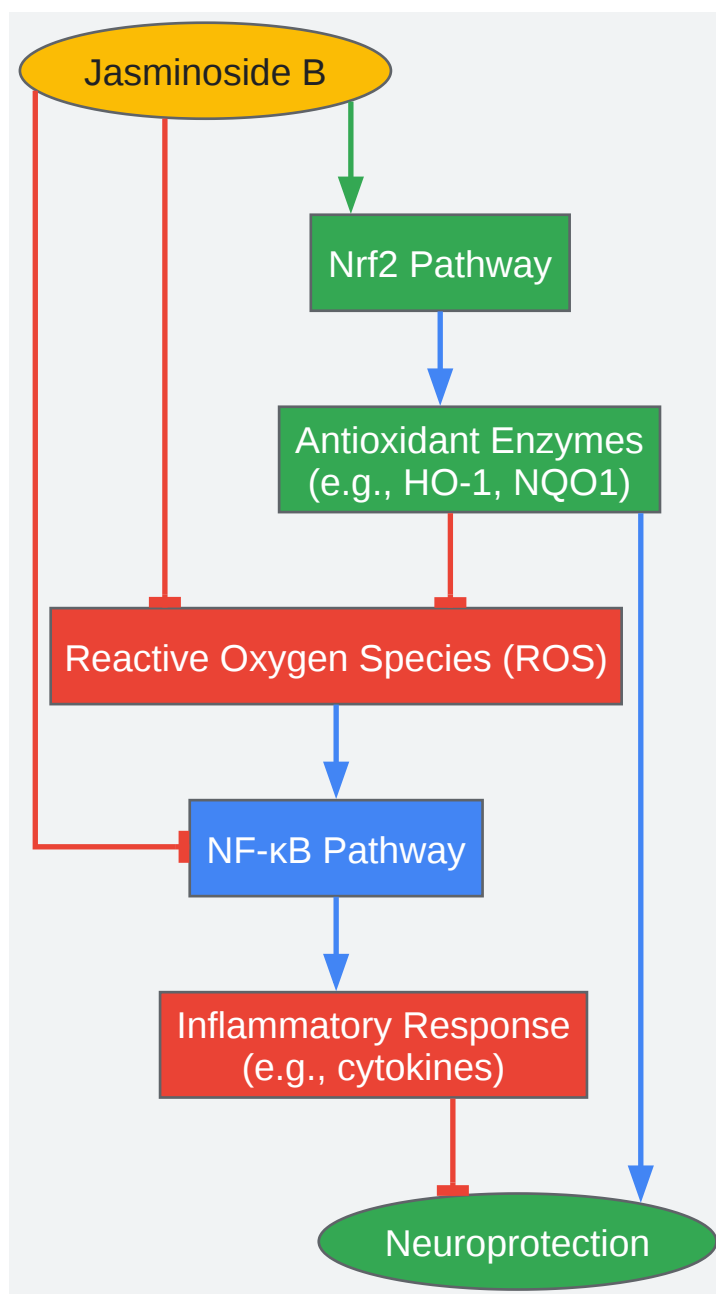 Jasminoside B
Nrf2 Pathway
Antioxidant Enzymes
(e.g., HO-1, NQO1)
Reactive Oxygen Species (ROS)
NF-κB Pathway
Inflammatory Response
(e.g., cytokines)
Neuroprotection